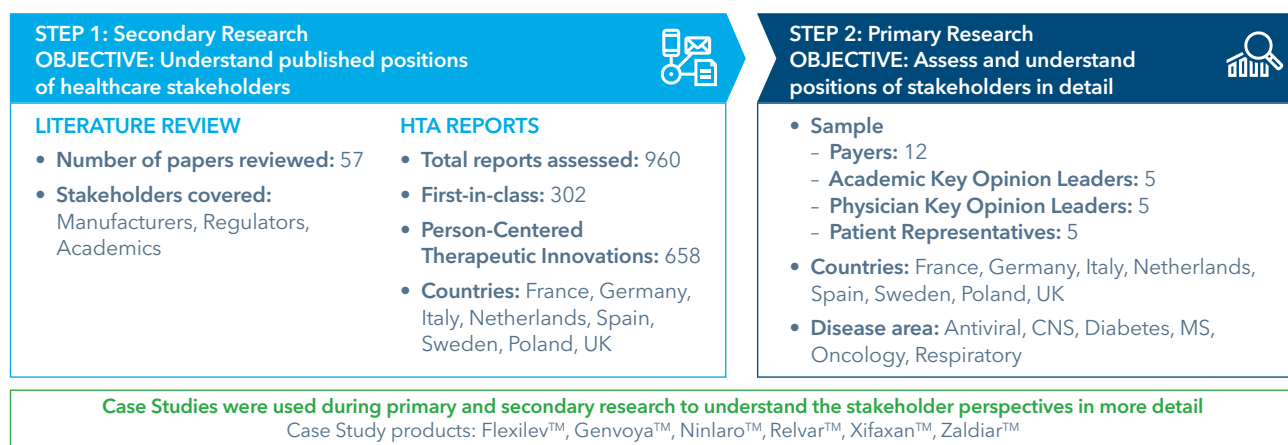 STEP 1: Secondary Research
OBJECTIVE: Understand published positions
of healthcare stakeholders
LITERATURE REVIEW
• Number of papers reviewed: 57
• Stakeholders covered:
Manufacturers, Regulators,
Academics
HTA REPORTS
• Total reports assessed: 960
• First-in-class: 302
• Person-Centered
Therapeutic Innovations: 658
• Countries: France, Germany,
Italy, Netherlands, Spain,
Sweden, Poland, UK
STEP 2: Primary Research
OBJECTIVE: Assess and understand
positions of stakeholders in detail
• Sample
– Payers: 12
– Academic Key Opinion Leaders: 5
– Physician Key Opinion Leaders: 5
– Patient Representatives: 5
• Countries: France, Germany, Italy, Netherlands,
Spain, Sweden, Poland, UK
• Disease area: Antiviral, CNS, Diabetes, MS,
Oncology, Respiratory
Case Studies were used during primary and secondary research to understand the stakeholder perspectives in more detail
Case Study products: Flexilev™, Genvoya™, Ninlaro™, Relvar™, Xifaxan™, Zaldiar™